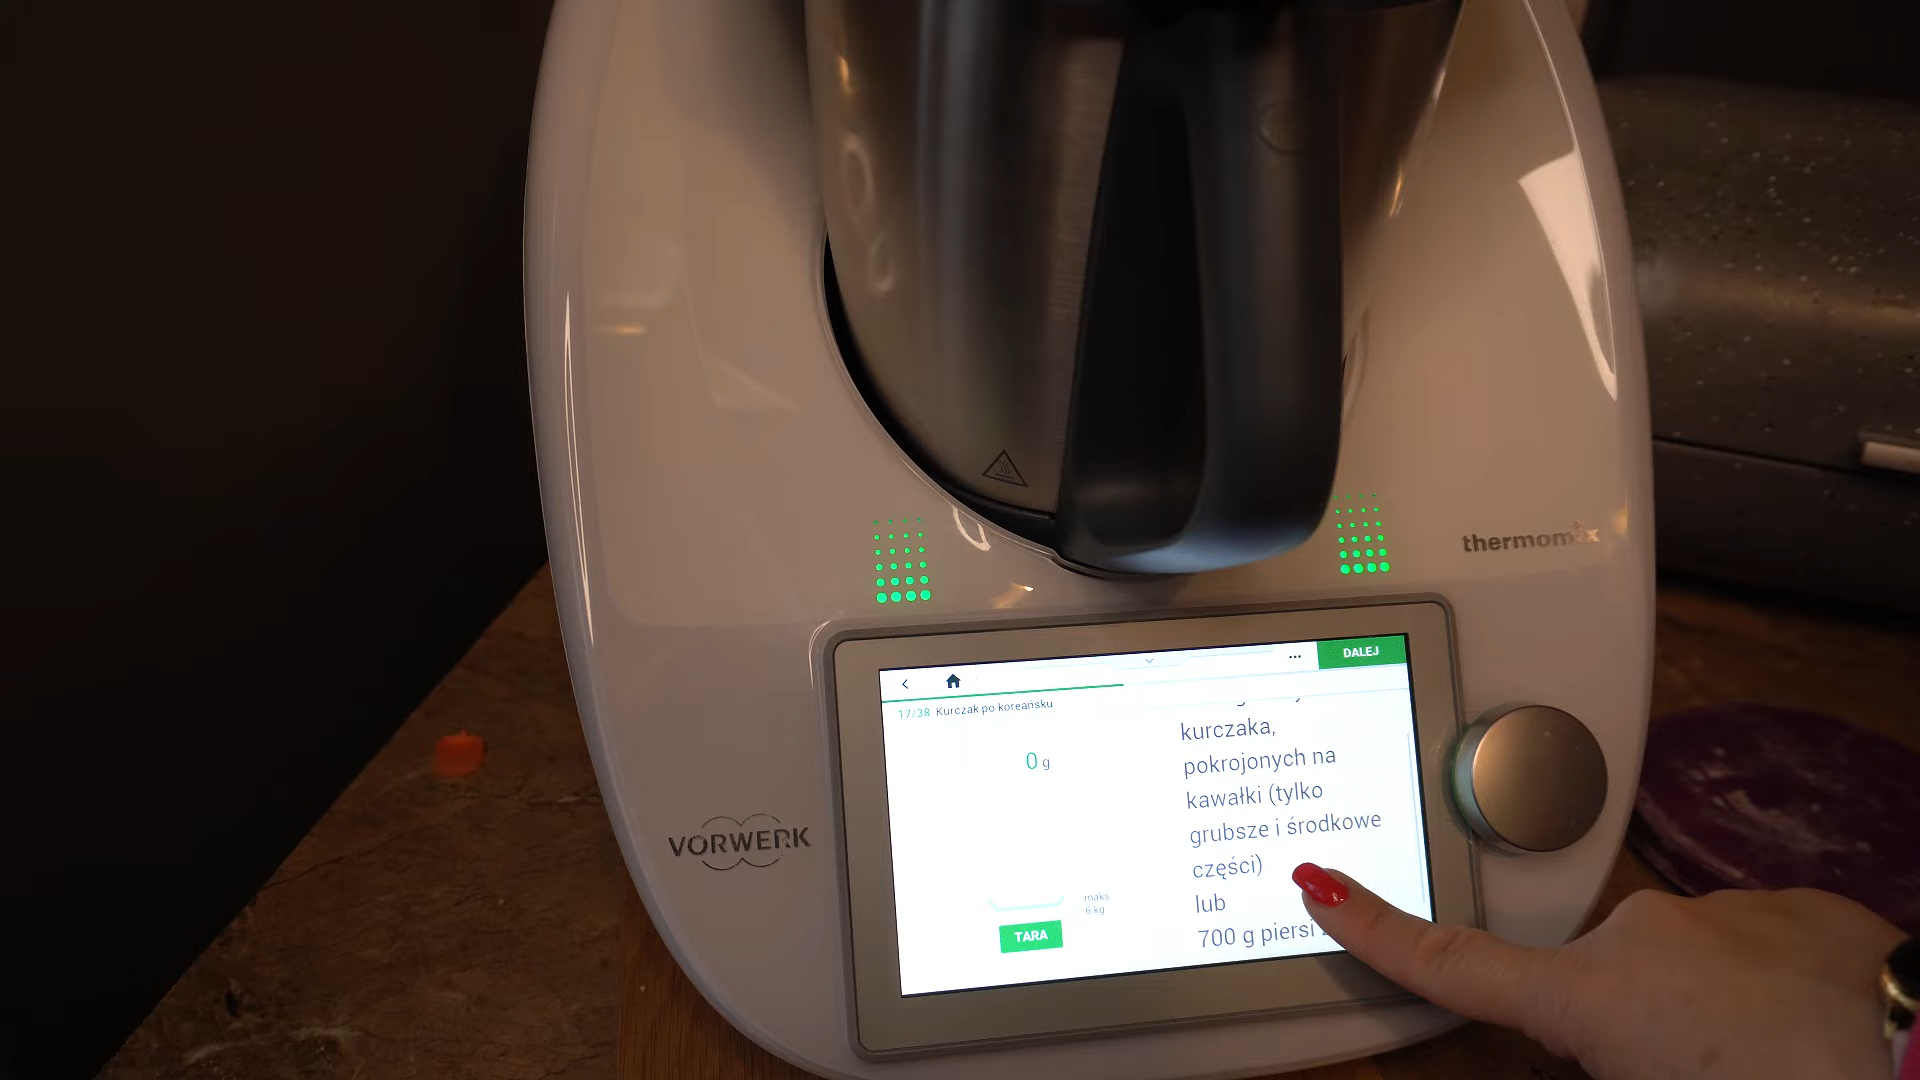 thermomix
VORWERK
DALEJ
17/38 Kurczak po koreańsku
0 g
maks
6 kg
TARA
kurczaka,
pokrojonych na
kawałki (tylko
grubsze i środkowe
części)
lub
700 g piersi